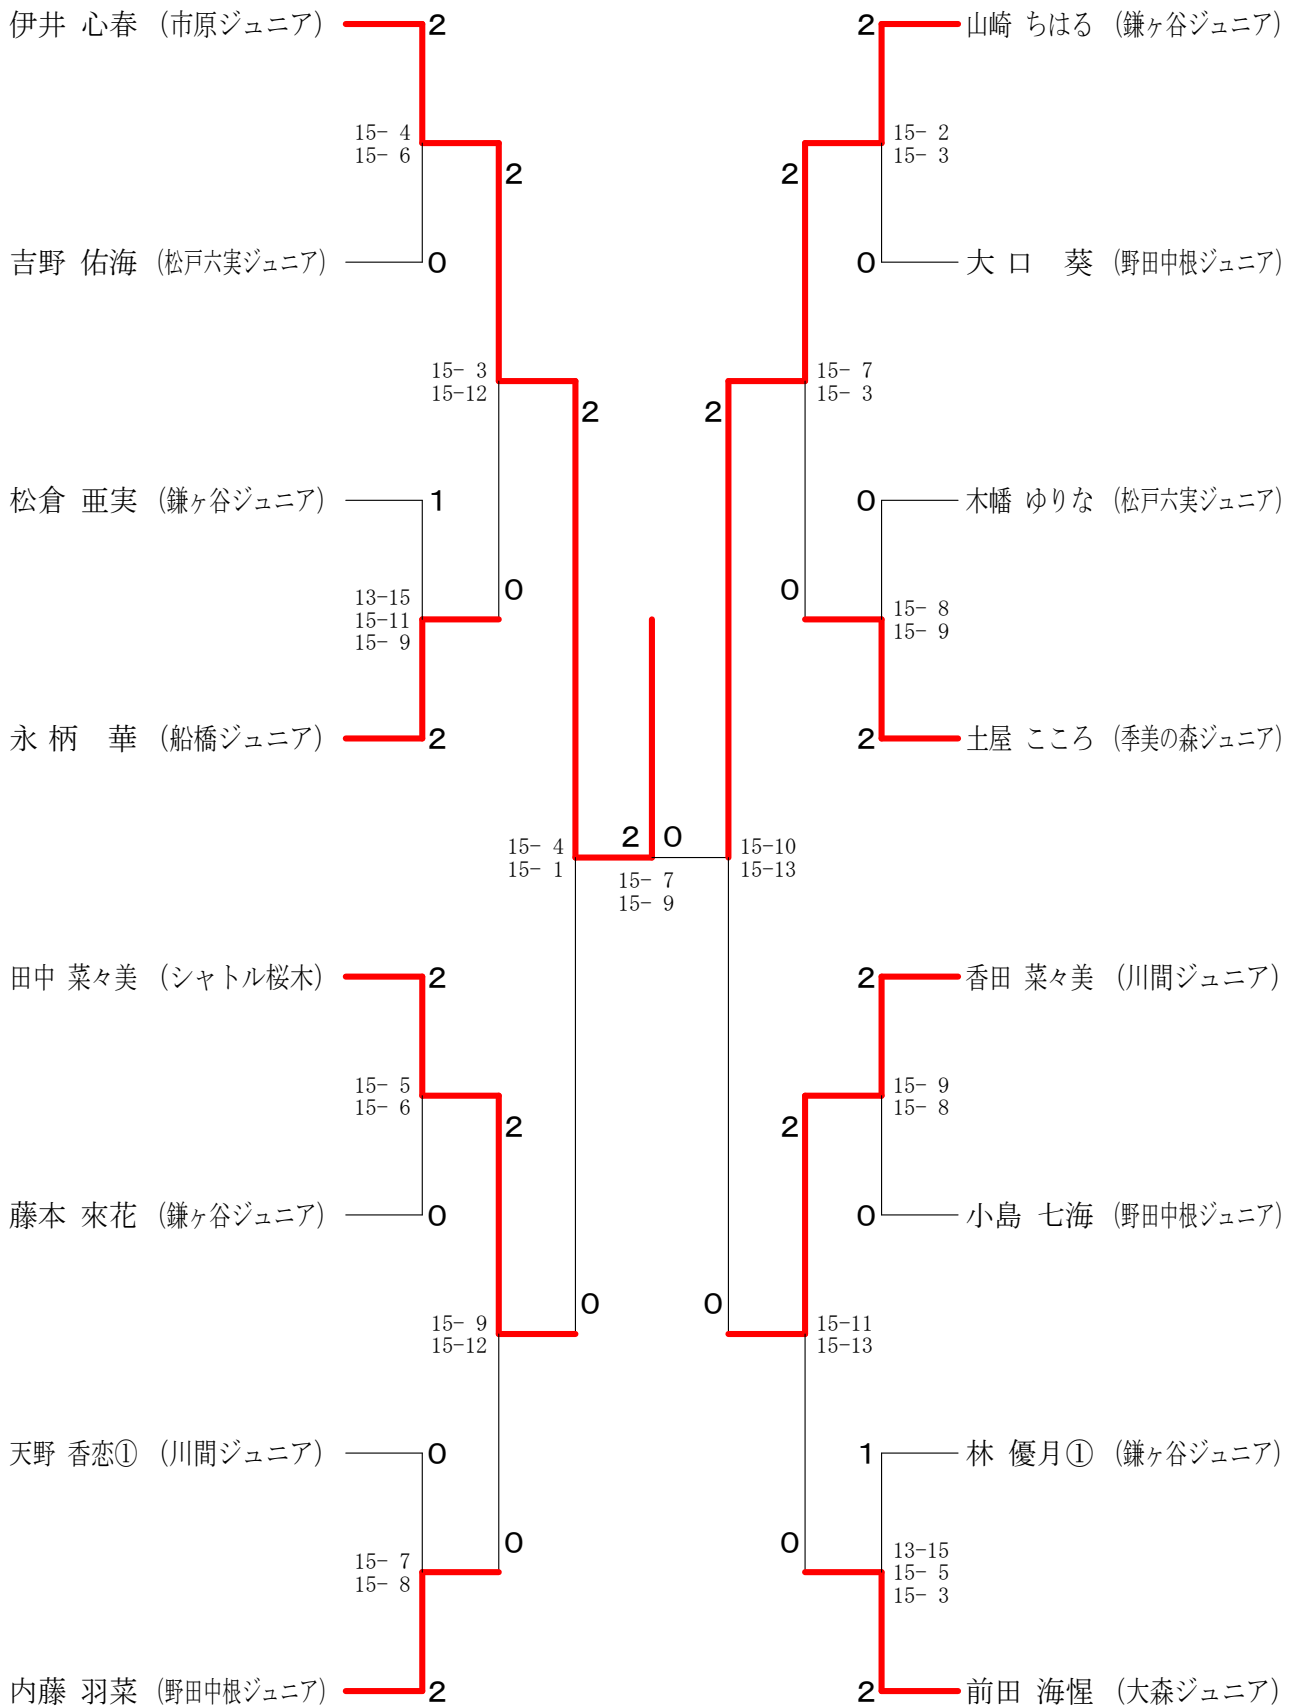 伊井 心春 (市原ジュニア) 2
15- 4
15- 6
2
吉野 佑海 (松戸六実ジュニア) 0
15- 3
15-12
2
松倉 亜実 (鎌ヶ谷ジュニア) 1
13-15
15-11
15- 9
0
永 柄　華 (船橋ジュニア) 2
15- 4
15- 1
田中 菜々美 (シャトル桜木) 2
15- 5
15- 6
2
藤本 來花 (鎌ヶ谷ジュニア) 0
15- 9
15-12
0
天野 香恋① (川間ジュニア) 0
15- 7
15- 8
0
内藤 羽菜 (野田中根ジュニア) 2
2 0
15- 7
15- 9
2 山崎 ちはる (鎌ヶ谷ジュニア)
15- 2
15- 3
2
0 大 口　葵 (野田中根ジュニア)
15- 7
15- 3
2
0 木幡 ゆりな (松戸六実ジュニア)
15- 8
15- 9
0
2 土屋 こころ (季美の森ジュニア)
15-10
15-13
2 香田 菜々美 (川間ジュニア)
15- 9
15- 8
2
0 小島 七海 (野田中根ジュニア)
15-11
15-13
0
1 林 優月① (鎌ヶ谷ジュニア)
13-15
15- 5
15- 3
0
2 前田 海惺 (大森ジュニア)